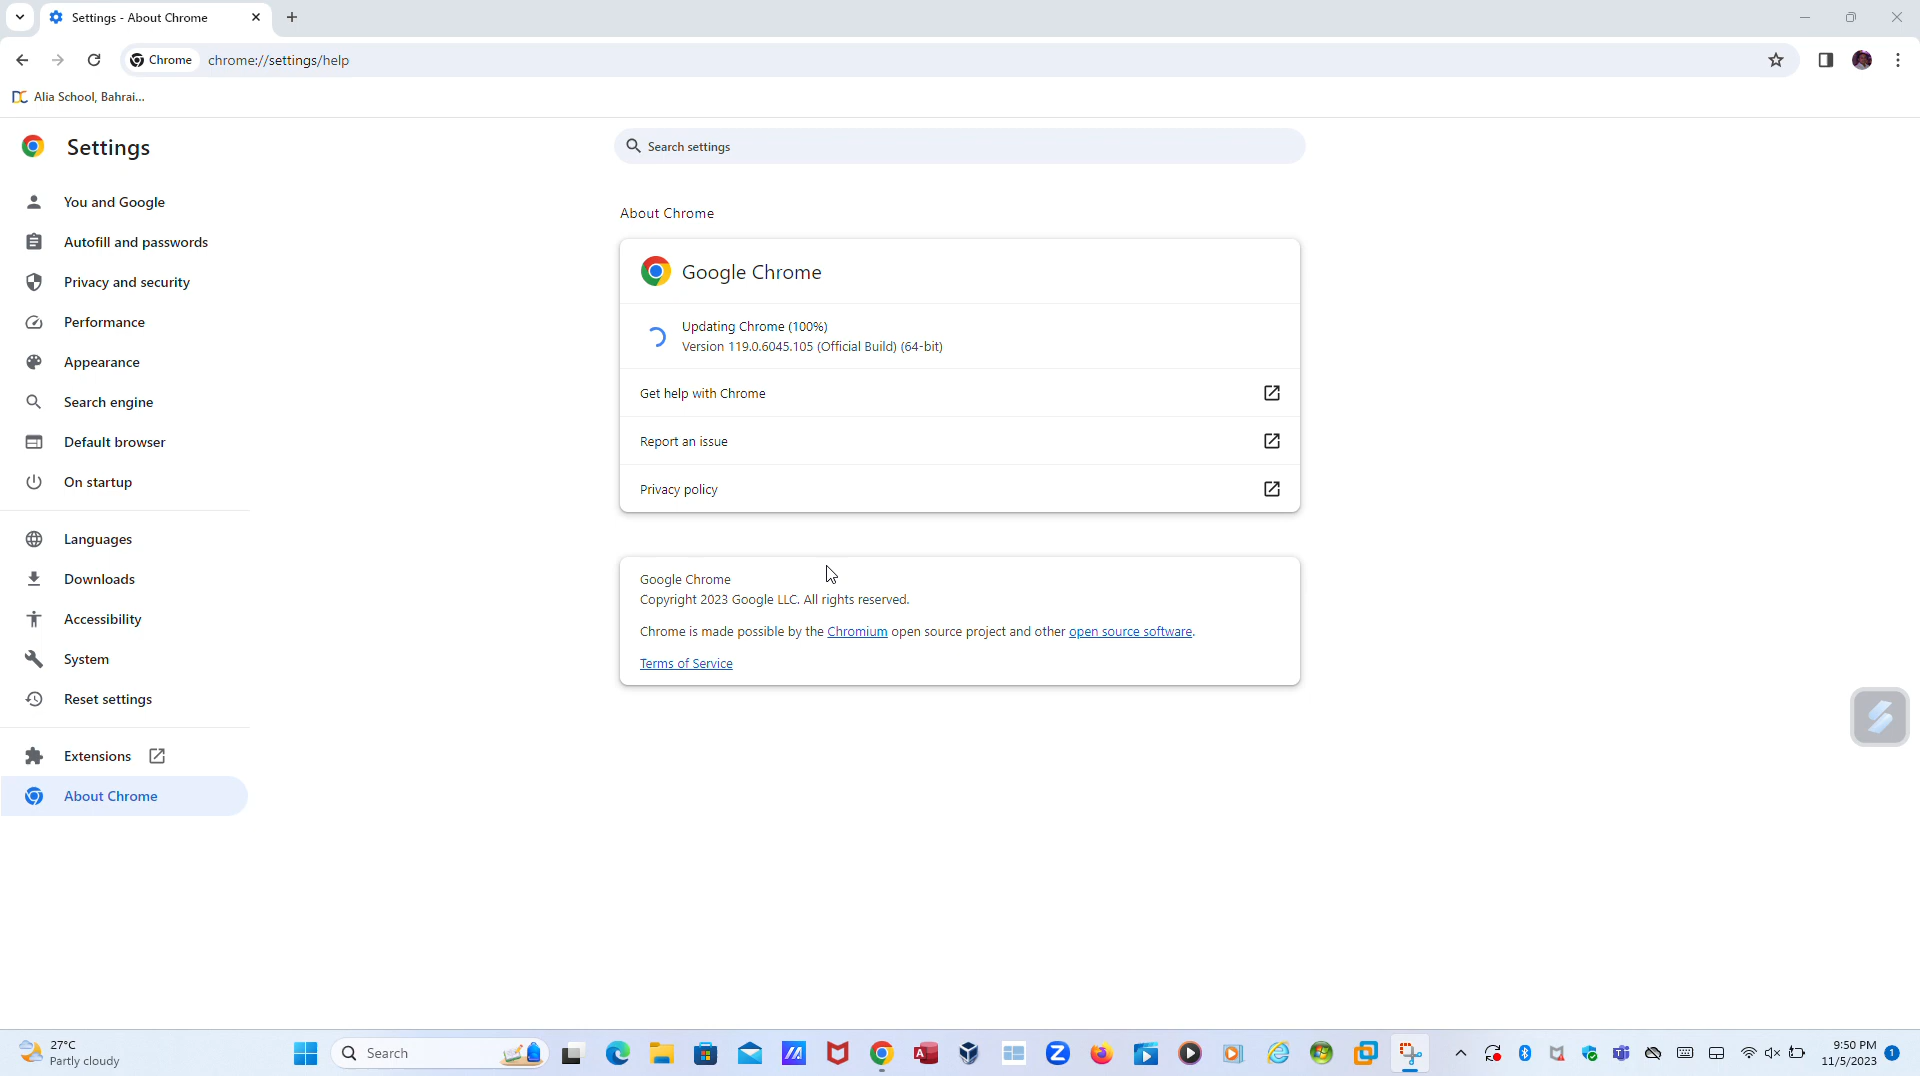 Settings - About Chrome
Chrome
chrome://settings/help
Alia School, Bahrai...
Settings
Search settings
You and Google
Autofill and passwords
Privacy and security
Performance
Appearance
Search engine
Default browser
On startup
Languages
Downloads
Accessibility
System
Reset settings
Extensions
About Chrome
About Chrome
Google Chrome
Updating Chrome (100%)
Version 119.0.6045.105 (Official Build) (64-bit)
Get help with Chrome
Report an issue
Privacy policy
Google Chrome
Copyright 2023 Google LLC. All rights reserved.
Chrome is made possible by the Chromium open source project and other open source software.
Terms of Service
27°C
Partly cloudy
Search
9:50 PM
11/5/2023
1